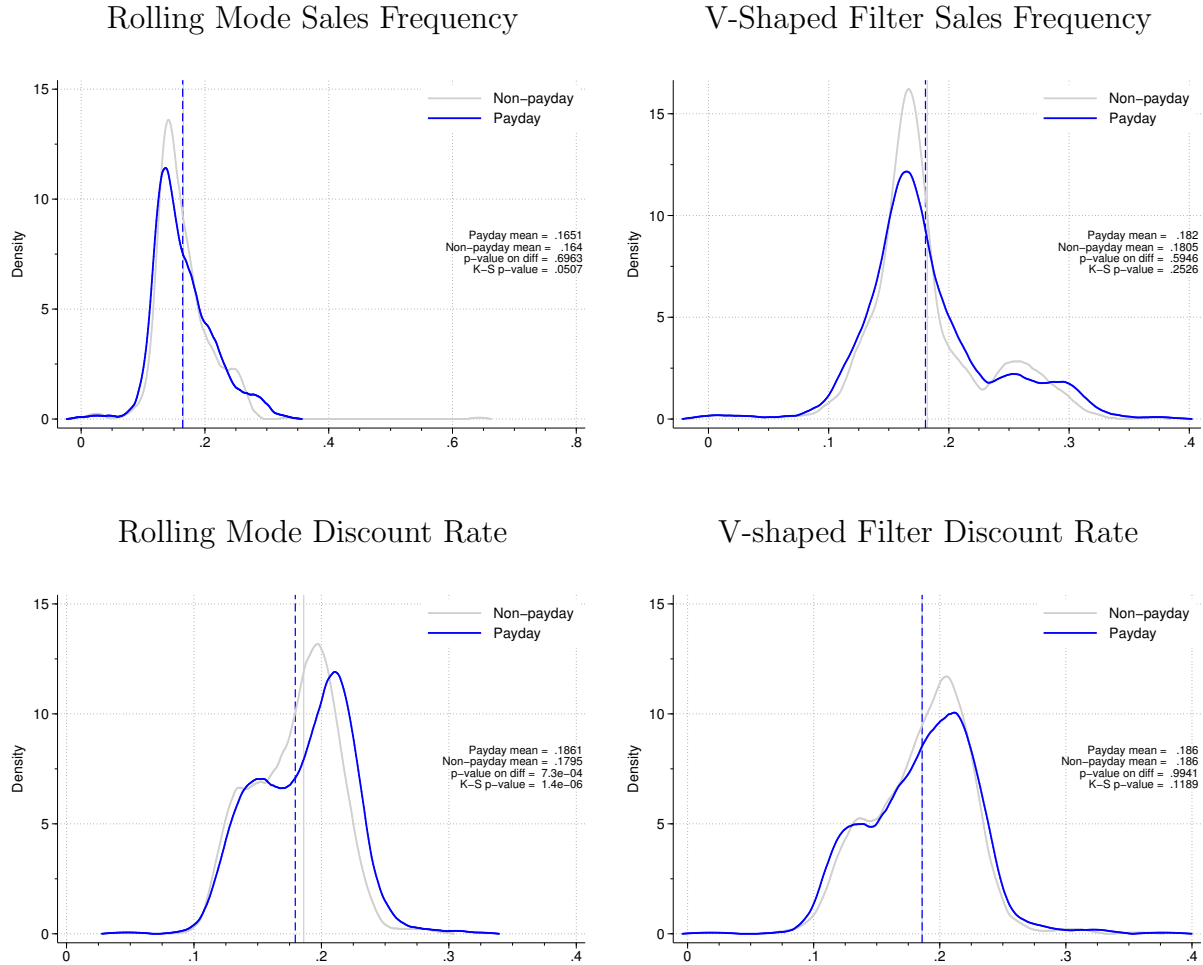 Rolling Mode Sales Frequency
15
10
5
0
Density
0 .2 .4 .6 .8
Non−payday
Payday
Payday mean = .1651
Non−payday mean = .164
p−value on diff = .6963
K−S p−value = .0507
V-Shaped Filter Sales Frequency
15
10
5
0
Density
0 .1 .2 .3 .4
Non−payday
Payday
Payday mean = .182
Non−payday mean = .1805
p−value on diff = .5946
K−S p−value = .2526
Rolling Mode Discount Rate
15
10
5
0
Density
0 .1 .2 .3 .4
Non−payday
Payday
Payday mean = .1861
Non−payday mean = .1795
p−value on diff = 7.3e−04
K−S p−value = 1.4e−06
V-shaped Filter Discount Rate
15
10
5
0
Density
0 .1 .2 .3 .4
Non−payday
Payday
Payday mean = .186
Non−payday mean = .186
p−value on diff = .9941
K−S p−value = .1189